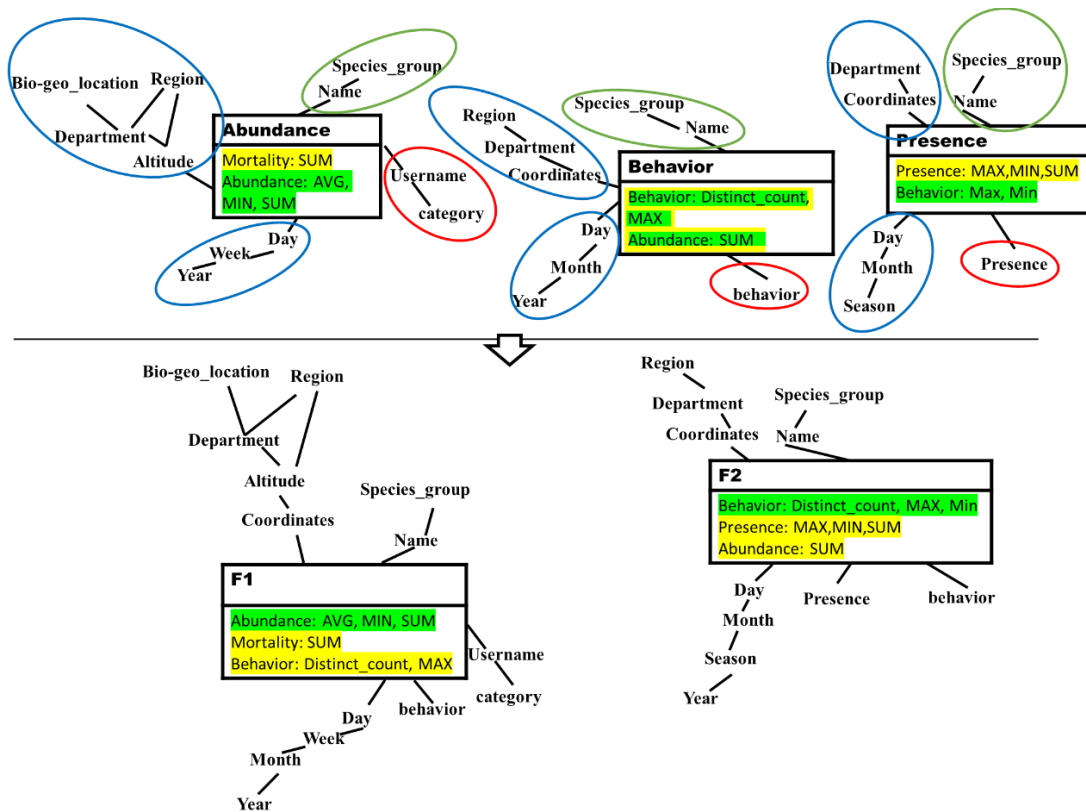 Species_group
Name
Bio-geo_location
Region
Department
Altitude
Abundance
Mortality: SUM
Abundance: AVG,
MIN, SUM
Username
category
Day
Week
Year
Species_group
Name
Region
Department
Coordinates
Behavior
Behavior: Distinct_count,
MAX
Abundance: SUM
Day
Month
Year
behavior
Species_group
Name
Department
Coordinates
Presence
Presence: MAX,MIN,SUM
Behavior: Max, Min
Day
Month
Season
Presence
Bio-geo_location
Region
Department
Altitude
Coordinates
Species_group
Name
F1
Abundance: AVG, MIN, SUM
Mortality: SUM
Behavior: Distinct_count, MAX
Username
category
behavior
Day
Week
Month
Year
Region
Department
Coordinates
Species_group
Name
F2
Behavior: Distinct_count, MAX, Min
Presence: MAX,MIN,SUM
Abundance: SUM
Day
Month
Season
Year
Presence
behavior